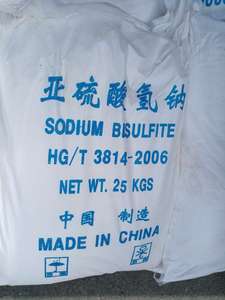 亚硫酸氢钠
SODIUM BISULFITE
HG/T 3814-2006
NET WT. 25 KGS
中国 制造
MADE IN CHINA